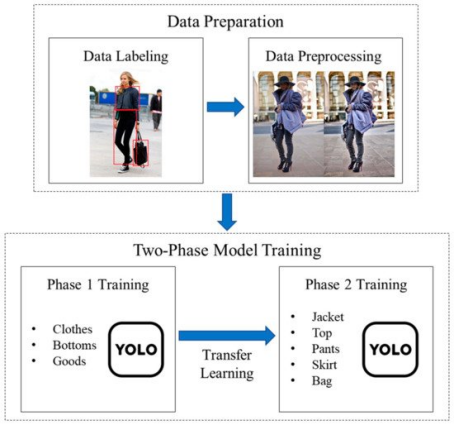 Data Preparation
Data Labeling
Data Preprocessing
Two-Phase Model Training
Phase 1 Training
• Clothes
• Bottoms
• Goods
YOLO
Transfer
Learning
Phase 2 Training
• Jacket
• Top
• Pants
• Skirt
• Bag
YOLO